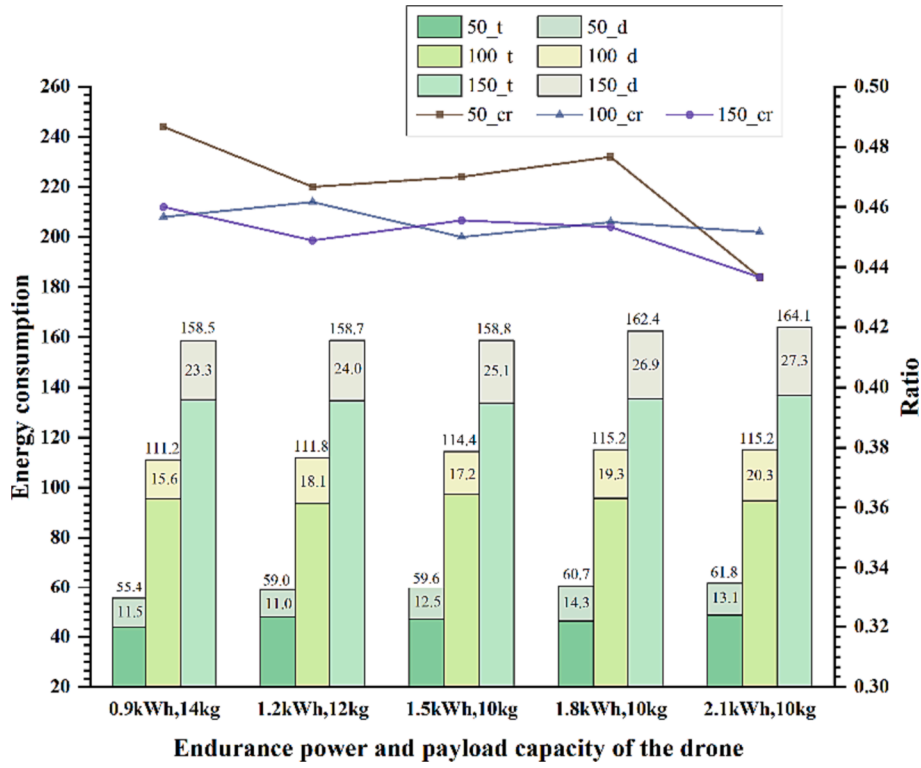 50_t 50_d
100_t 100_d
150_t 150_d
50_cr 100_cr 150_cr
260 0.50
240
220 0.48
200 0.46
180 0.44
160 0.42
140 0.40
120 0.38
100 0.36
80
60 0.34
40 0.32
20 0.30
Energy consumption
Ratio
55.4 111.2 158.5 59.0 111.8 158.7 59.6 114.4 158.8 60.7 115.2 162.4 61.8 115.2 164.1
11.5 15.6 23.3 11.0 18.1 24.0 12.5 17.2 25.1 14.3 19.3 26.9 13.1 20.3 27.3
0.9kWh,14kg 1.2kWh,12kg 1.5kWh,10kg 1.8kWh,10kg 2.1kWh,10kg
Endurance power and payload capacity of the drone